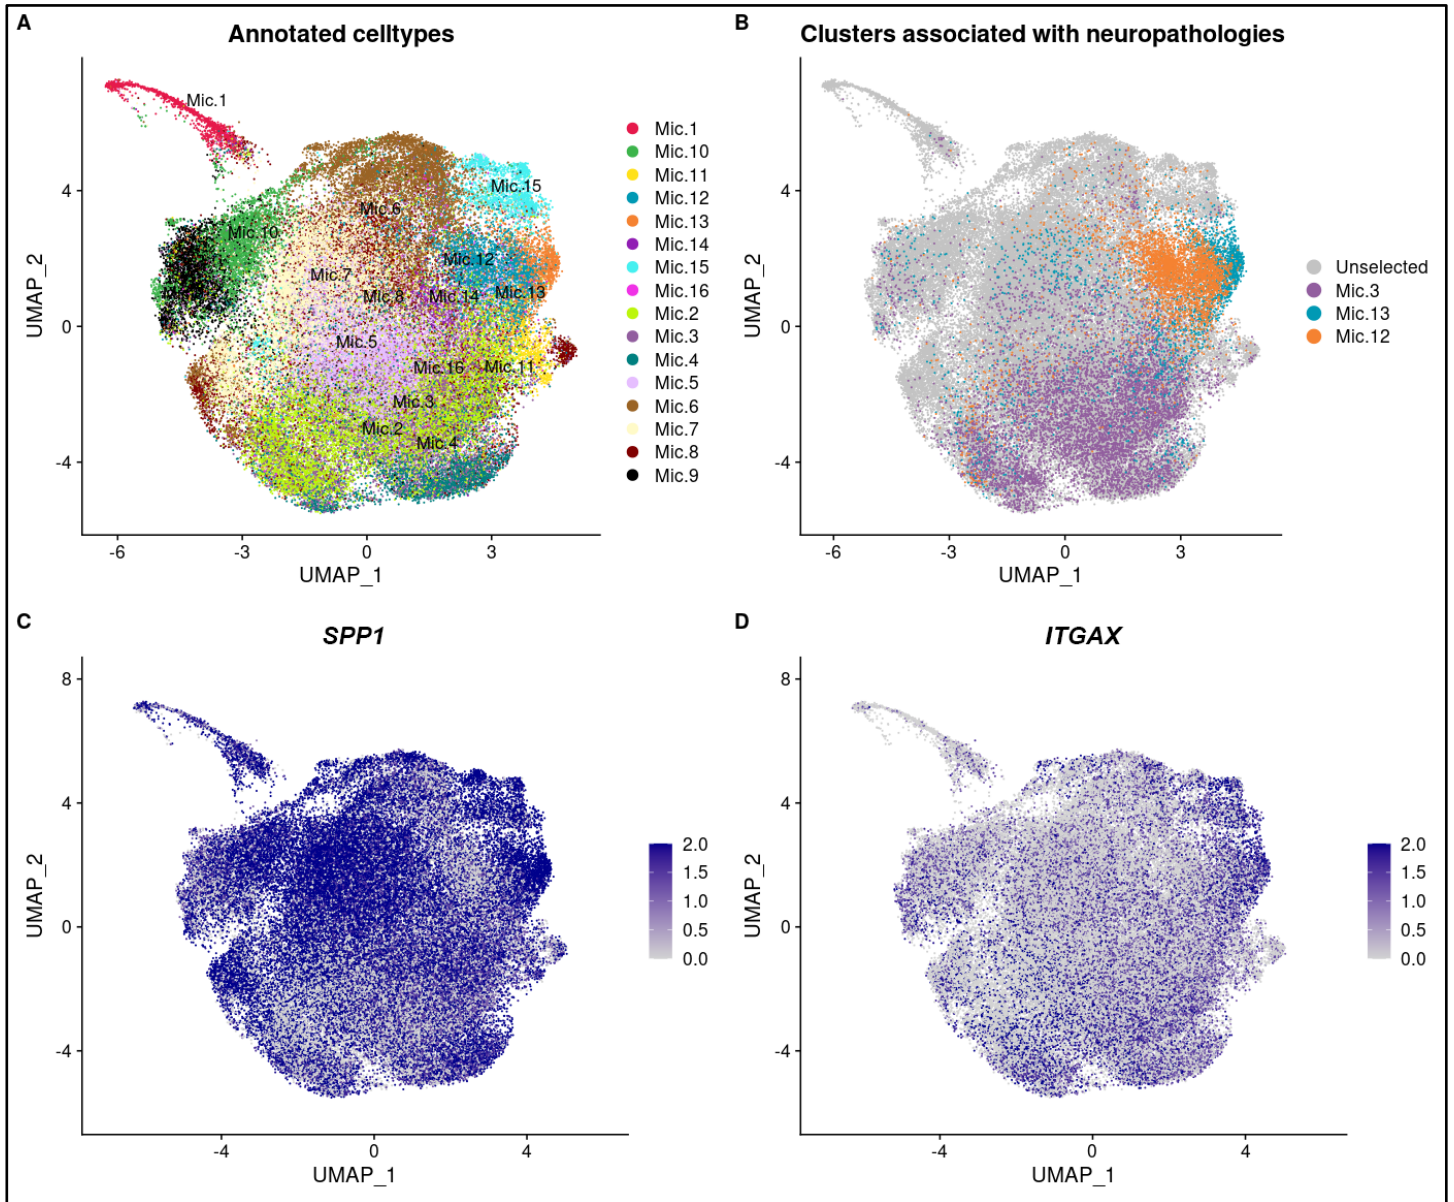 A
Annotated celltypes
Mic.1
Mic.15
Mic.6
Mic.10
Mic.12
Mic.7
Mic.13
Mic.8
Mic.14
Mic.5
Mic.16
Mic.11
Mic.3
Mic.2
Mic.4
4
0
-4
UMAP_2
-6
-3
0
3
UMAP_1
Mic.1
Mic.10
Mic.11
Mic.12
Mic.13
Mic.14
Mic.15
Mic.16
Mic.2
Mic.3
Mic.4
Mic.5
Mic.6
Mic.7
Mic.8
Mic.9
B
Clusters associated with neuropathologies
4
0
-4
UMAP_2
-6
-3
0
3
UMAP_1
Unselected
Mic.3
Mic.13
Mic.12
C
SPP1
8
4
0
-4
UMAP_2
-4
0
4
UMAP_1
2.0
1.5
1.0
0.5
0.0
D
ITGAX
8
4
0
-4
UMAP_2
-4
0
4
UMAP_1
2.0
1.5
1.0
0.5
0.0